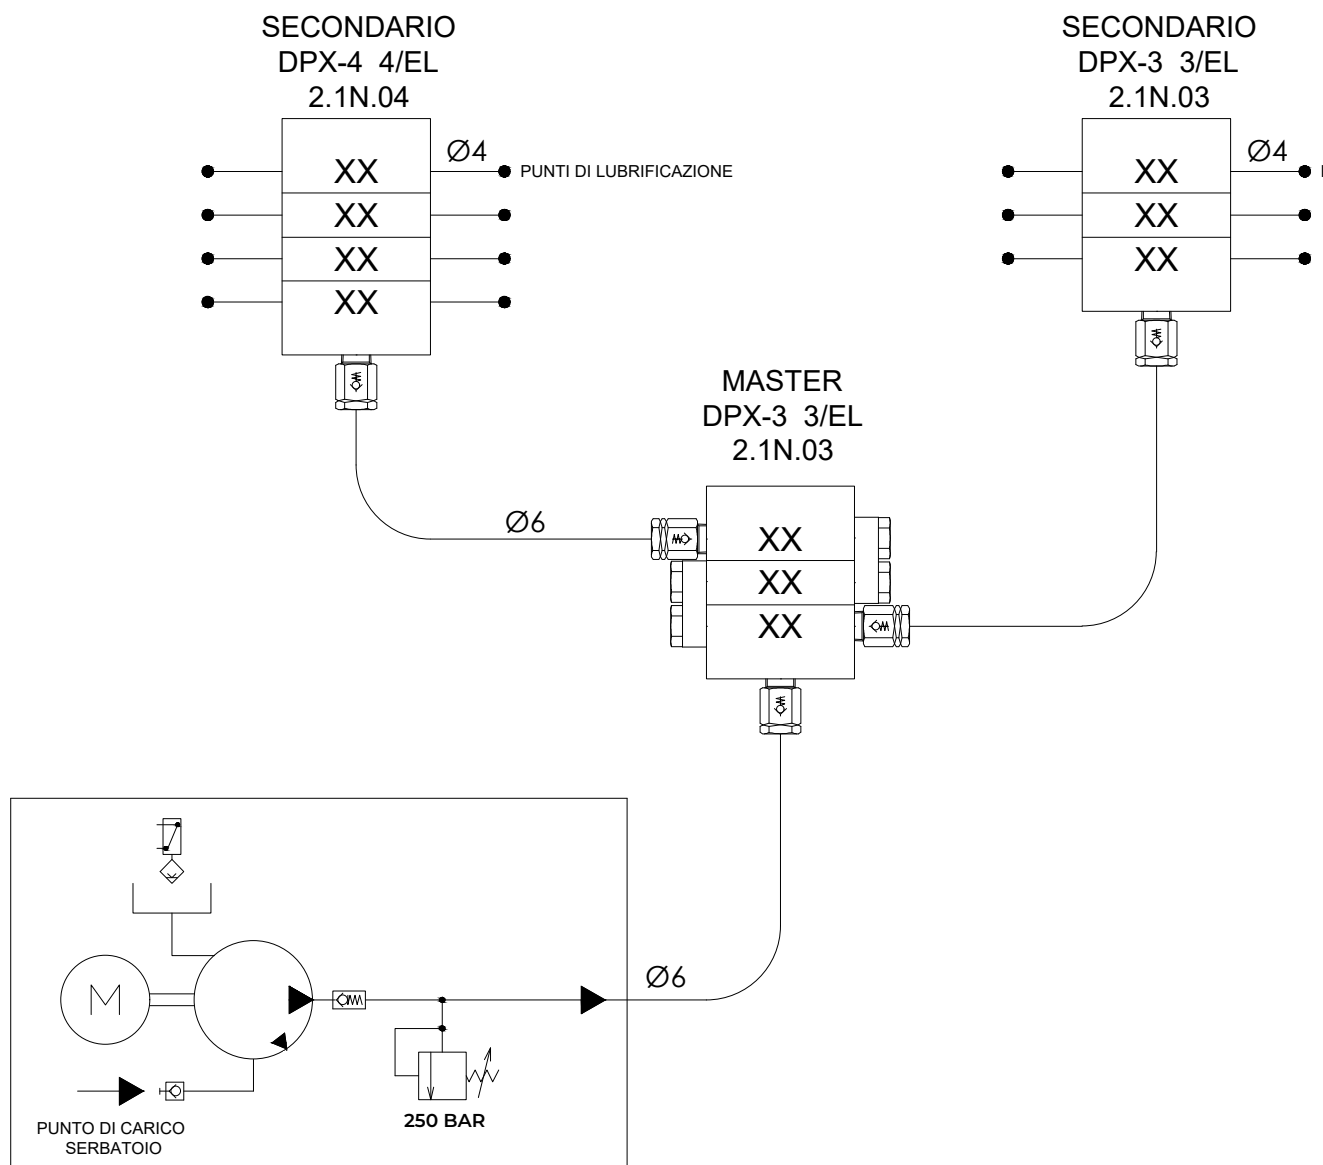 SECONDARIO
DPX-4 4/EL
2.1N.04
Ø4
XX
PUNTI DI LUBRIFICAZIONE
XX
XX
XX
SECONDARIO
DPX-3 3/EL
2.1N.03
Ø4
XX
XX
XX
MASTER
DPX-3 3/EL
2.1N.03
Ø6
XX
XX
XX
Ø6
M
250 BAR
PUNTO DI CARICO
SERBATOIO